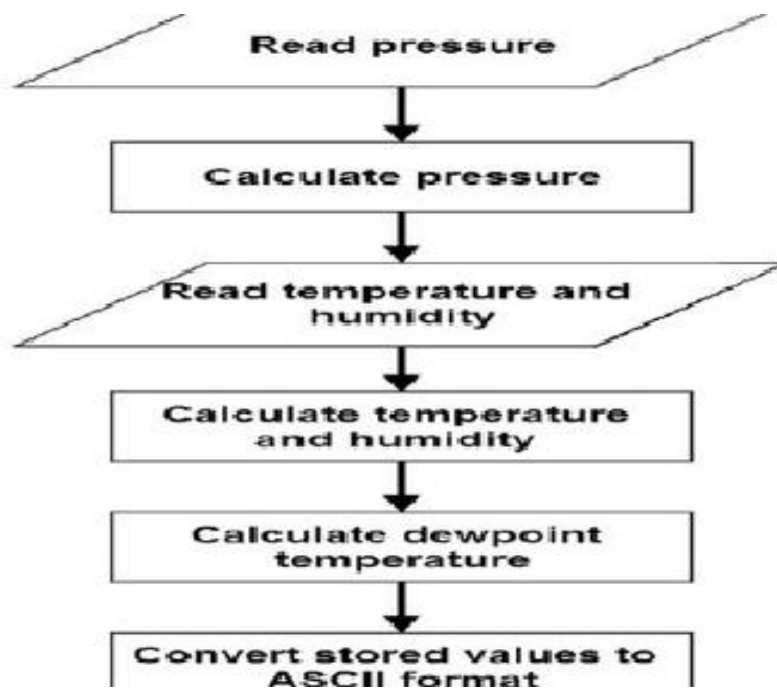 Read pressure
Calculate pressure
Read temperature and
humidity
Calculate temperature
and humidity
Calculate dewpoint
temperature
Convert stored values to
ASCII format